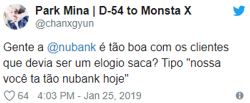 Park Mina | D-54 to Monsta X
@chanxgyun
Gente a @nubank é tão boa com os clientes
que devia ser um elogio saca? Tipo "nossa
você ta tão nubank hoje"
64 4:03 PM - Jan 25, 2019